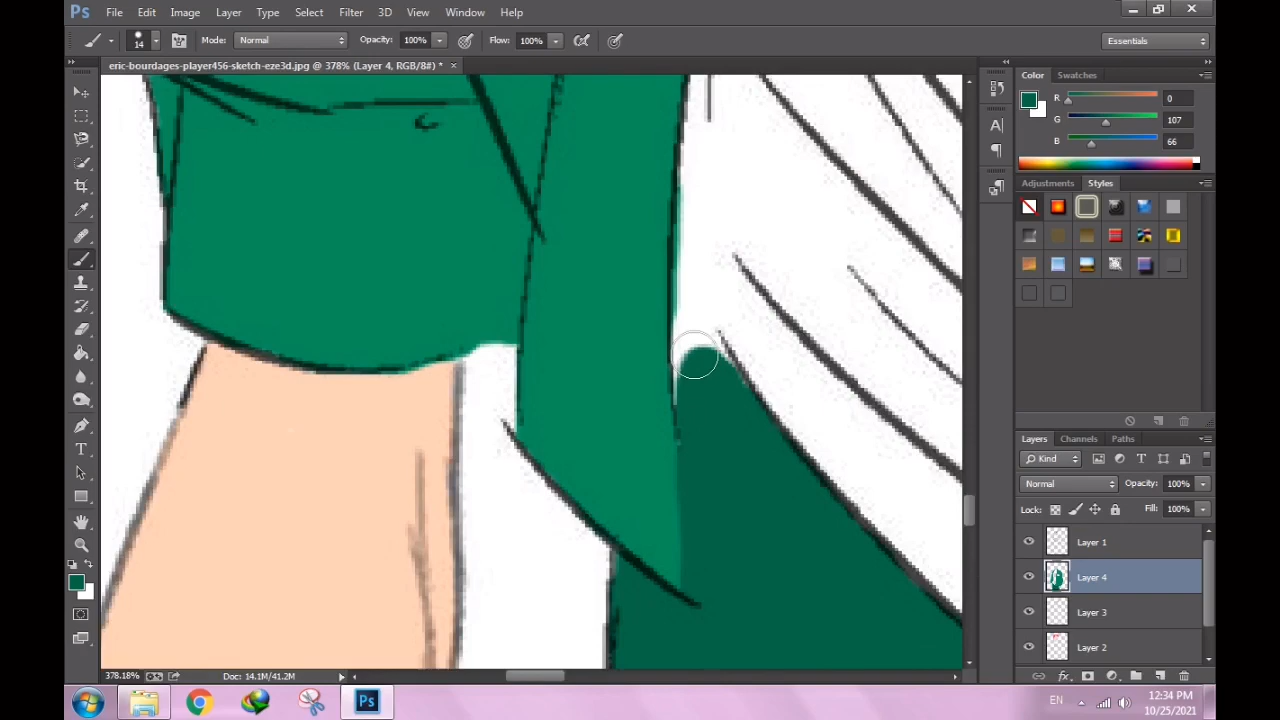 Ps File Edit Image Layer Type Select Filter 3D View Window Help
14 Mode: Normal Opacity: 100% Flow: 100% Essentials
eric-bourdages-player456-sketch-eze3d.jpg @ 378% (Layer 4, RGB/8#) * ×
Color Swatches
R 0
G 107
B 66
Adjustments Styles
Layers Channels Paths
Kind
Normal Opacity: 100%
Lock: Fill: 100%
Layer 1
Layer 4
Layer 3
Layer 2
378.18% Doc: 14.1M/41.2M
fx
Ps EN 12:34 PM
10/25/2021